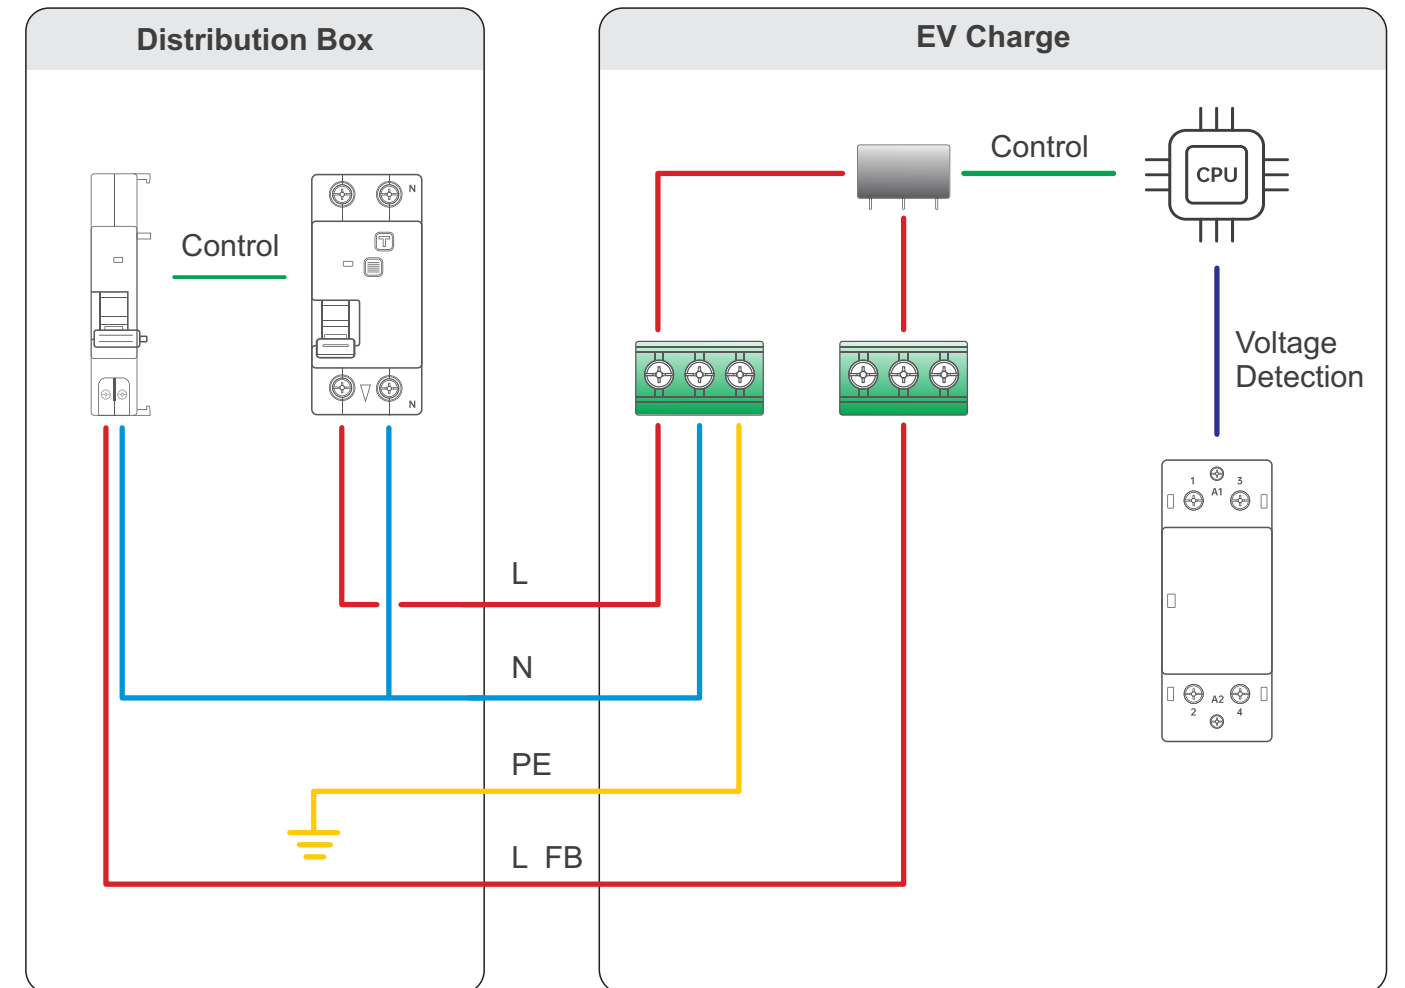 Distribution Box
EV Charge
Control
CPU
N
T
Control
Voltage
Detection
N
1
3
A1
L
N
A2
2
4
PE
L FB